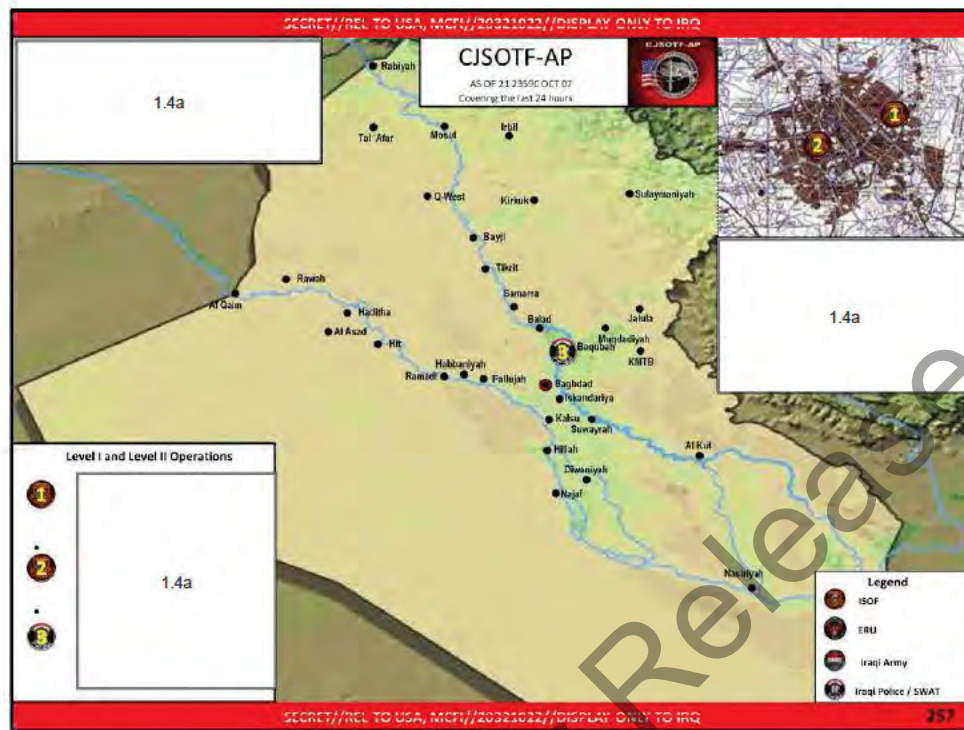 SECRET//REL TO USA, MCFI//20321022//DISPLAY ONLY TO IRQ
1.4a
CJSOTF-AP
AS OF 21 2359C OCT 07
Covering the last 24 hours
CJSOTF-AP
1
2
Rabiyah
Tal 'Afar
Mosul
Irbil
Q-West
Kirkuk
Sulaymaniyah
Bayji
Tikrit
Rawah
Al Qaim
Samarra
Haditha
Al Asad
Balad
Jalula
Muqdadiyah
Hit
3
Baqubah
KMTB
1.4a
Habbaniyah
Ramadi
Fallujah
Baghdad
Iskandariya
Kalsu
Suwayrah
Hillah
Al Kut
Diwaniyah
Najaf
Nasiriyah
Level I and Level II Operations
1
2
3
1.4a
Legend
ISOF
ERU
Iraqi Army
Iraqi Police / SWAT
Release
SECRET//REL TO USA, MCFI//20321022//DISPLAY ONLY TO IRQ
257